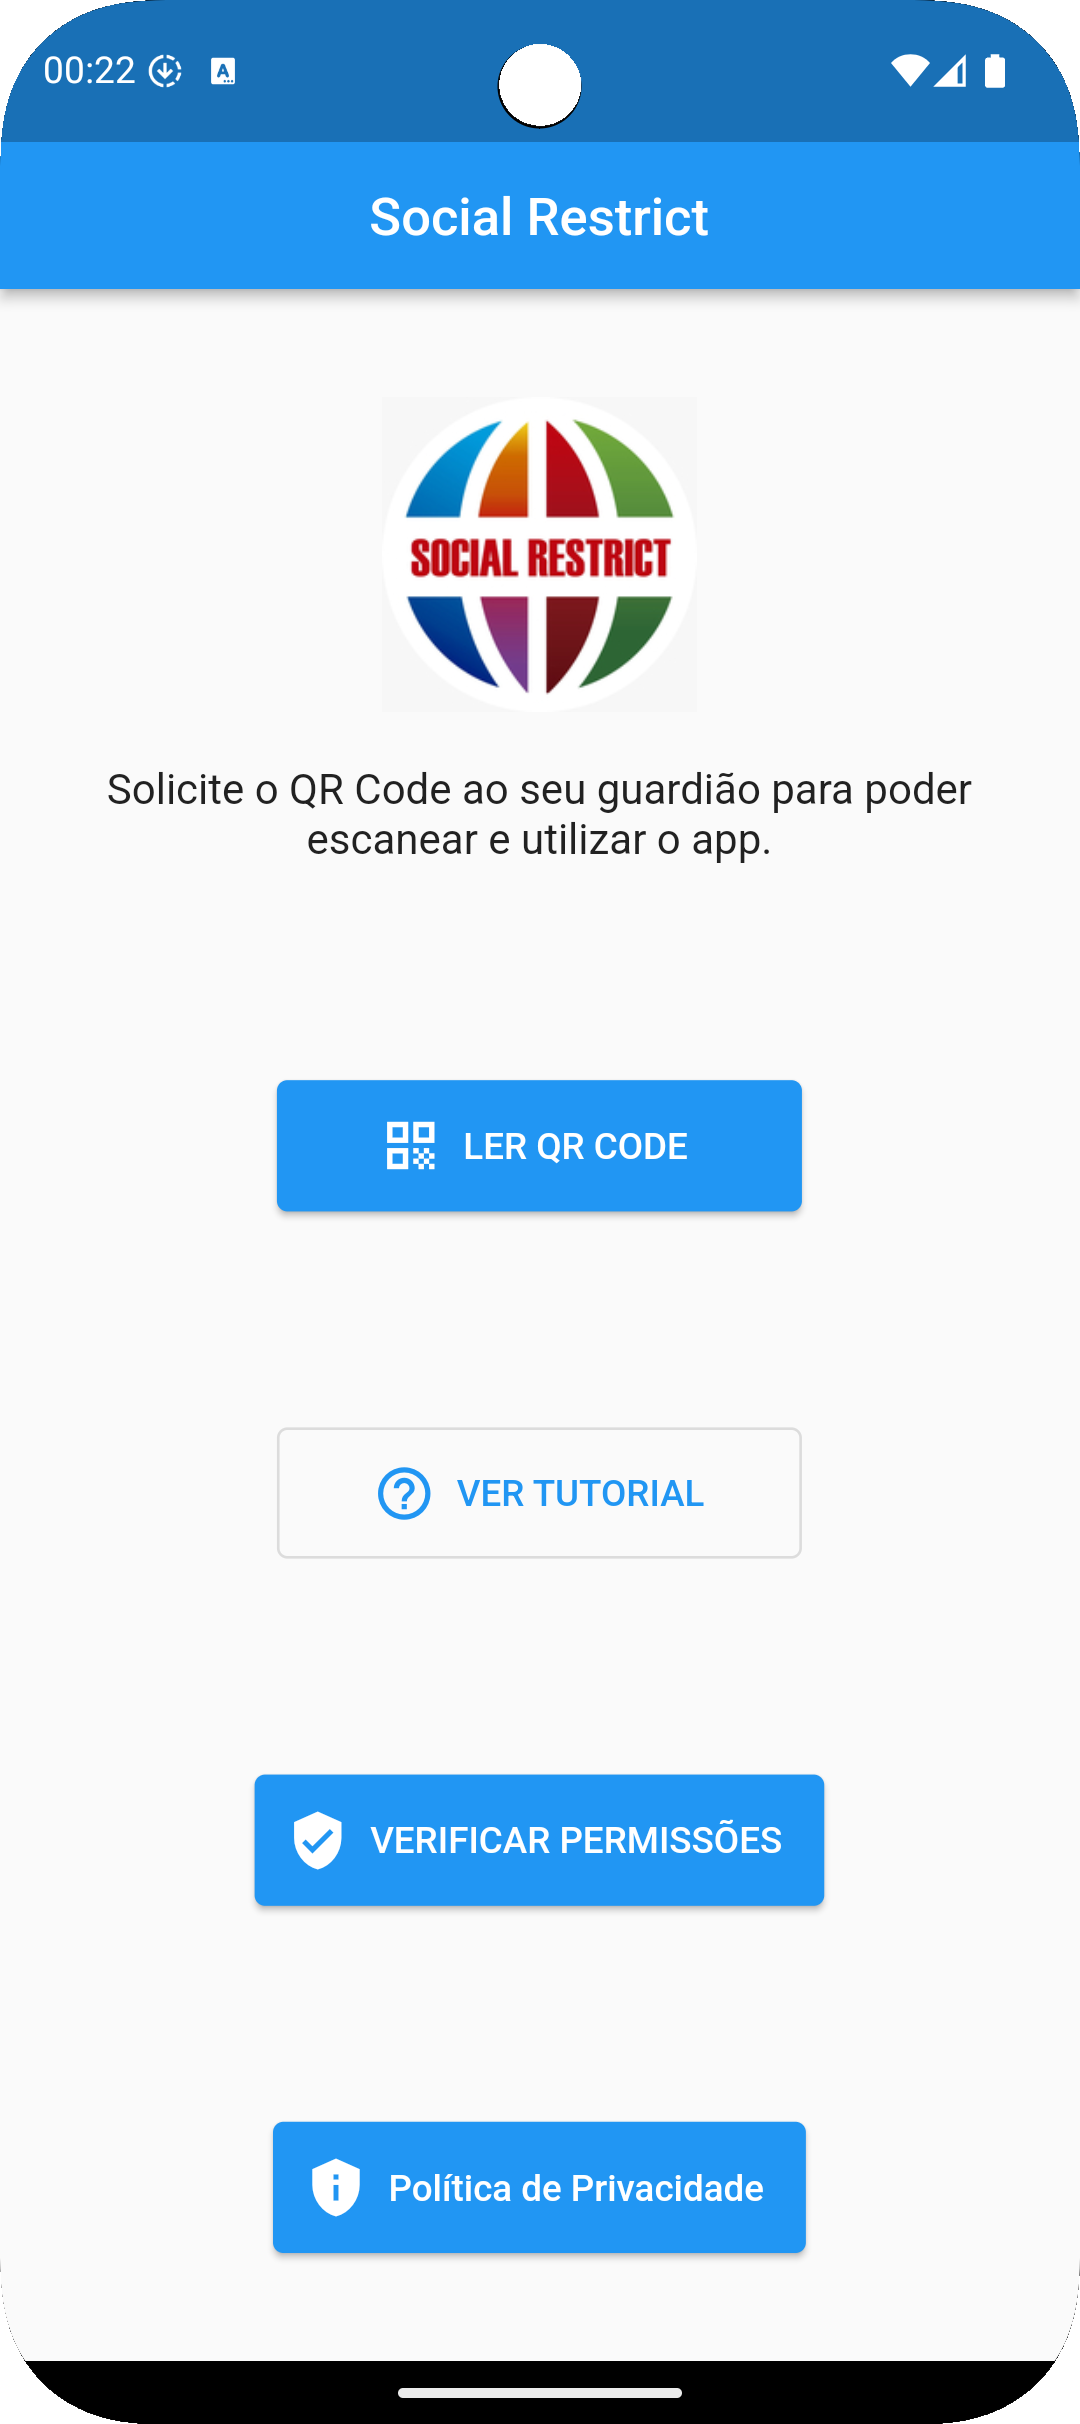 00:22
Social Restrict
SOCIAL RESTRICT
Solicite o QR Code ao seu guardião para poder
escanear e utilizar o app.
LER QR CODE
VER TUTORIAL
VERIFICAR PERMISSÕES
Política de Privacidade